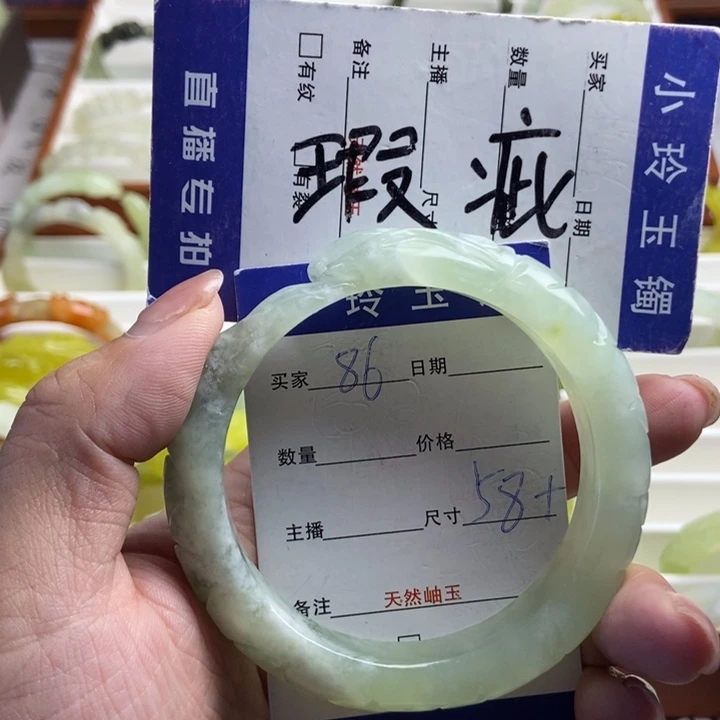 小玲玉镯
买家 日期
数量
主播 尺寸
备注
有纹
有裂
瑕疵
直播专拍
玲玉
买家 86 日期
数量 价格
主播 尺寸 58+
备注 天然岫玉